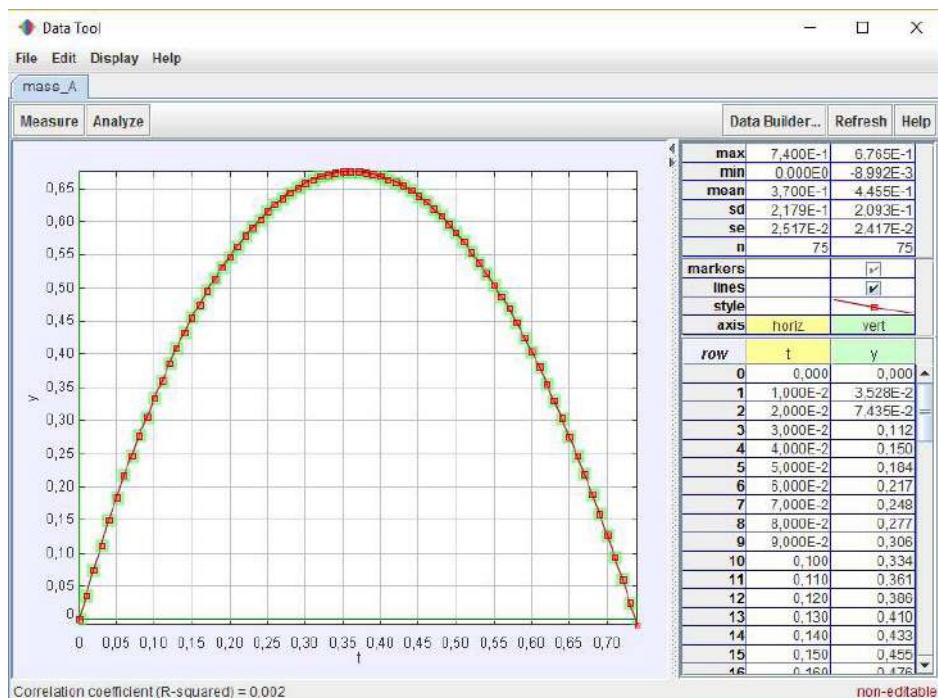 Data Tool
File Edit Display Help
mass_A
Measure Analyze Data Builder... Refresh Help
max 7,400E-1 6,765E-1
min 0,000E0 -8,992E-3
mean 3,700E-1 4,455E-1
sd 2,179E-1 2,093E-1
se 2,517E-2 2,417E-2
n 75 75
markers
lines
style
axis horiz vert
row t y
0 0,000 0,000
1 1,000E-2 3,528E-2
2 2,000E-2 7,435E-2
3 3,000E-2 0,112
4 4,000E-2 0,150
5 5,000E-2 0,184
6 6,000E-2 0,217
7 7,000E-2 0,248
8 8,000E-2 0,277
9 9,000E-2 0,306
10 0,100 0,334
11 0,110 0,361
12 0,120 0,386
13 0,130 0,410
14 0,140 0,433
15 0,150 0,455
16 0,160 0,476
0,65
0,60
0,55
0,50
0,45
0,40
0,35
y
0,30
0,25
0,20
0,15
0,10
0,05
0
0 0,05 0,10 0,15 0,20 0,25 0,30 0,35 0,40 0,45 0,50 0,55 0,60 0,65 0,70
t
Correlation coefficient (R-squared) = 0,002 non-editable